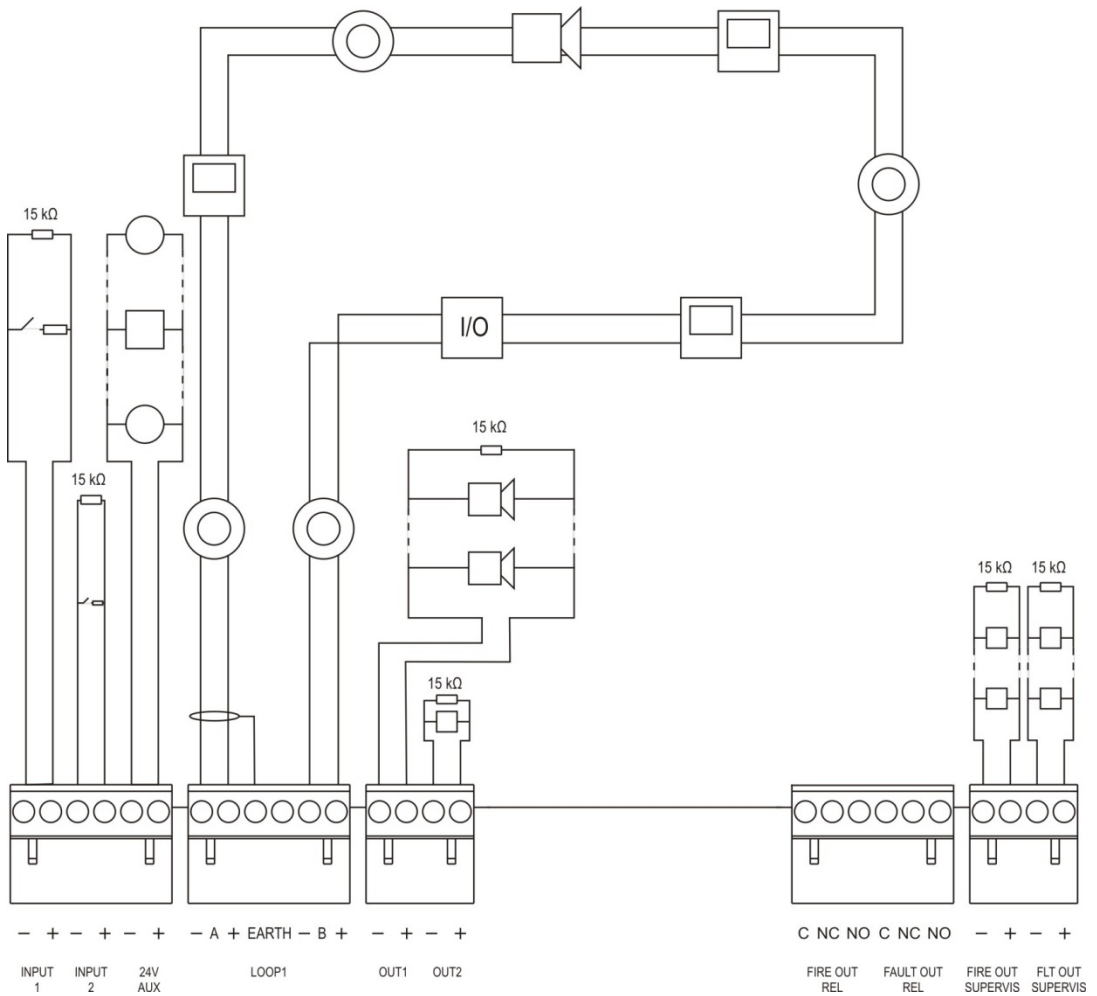 15 kΩ
I/O
15 kΩ
15 kΩ
15 kΩ
15 kΩ
15 kΩ
− + − + − + − A + EARTH − B + − + − + C NC NO C NC NO − + − +
INPUT 1
INPUT 2
24V AUX
LOOP1
OUT1
OUT2
FIRE OUT REL
FAULT OUT REL
FIRE OUT SUPERVIS
FLT OUT SUPERVIS